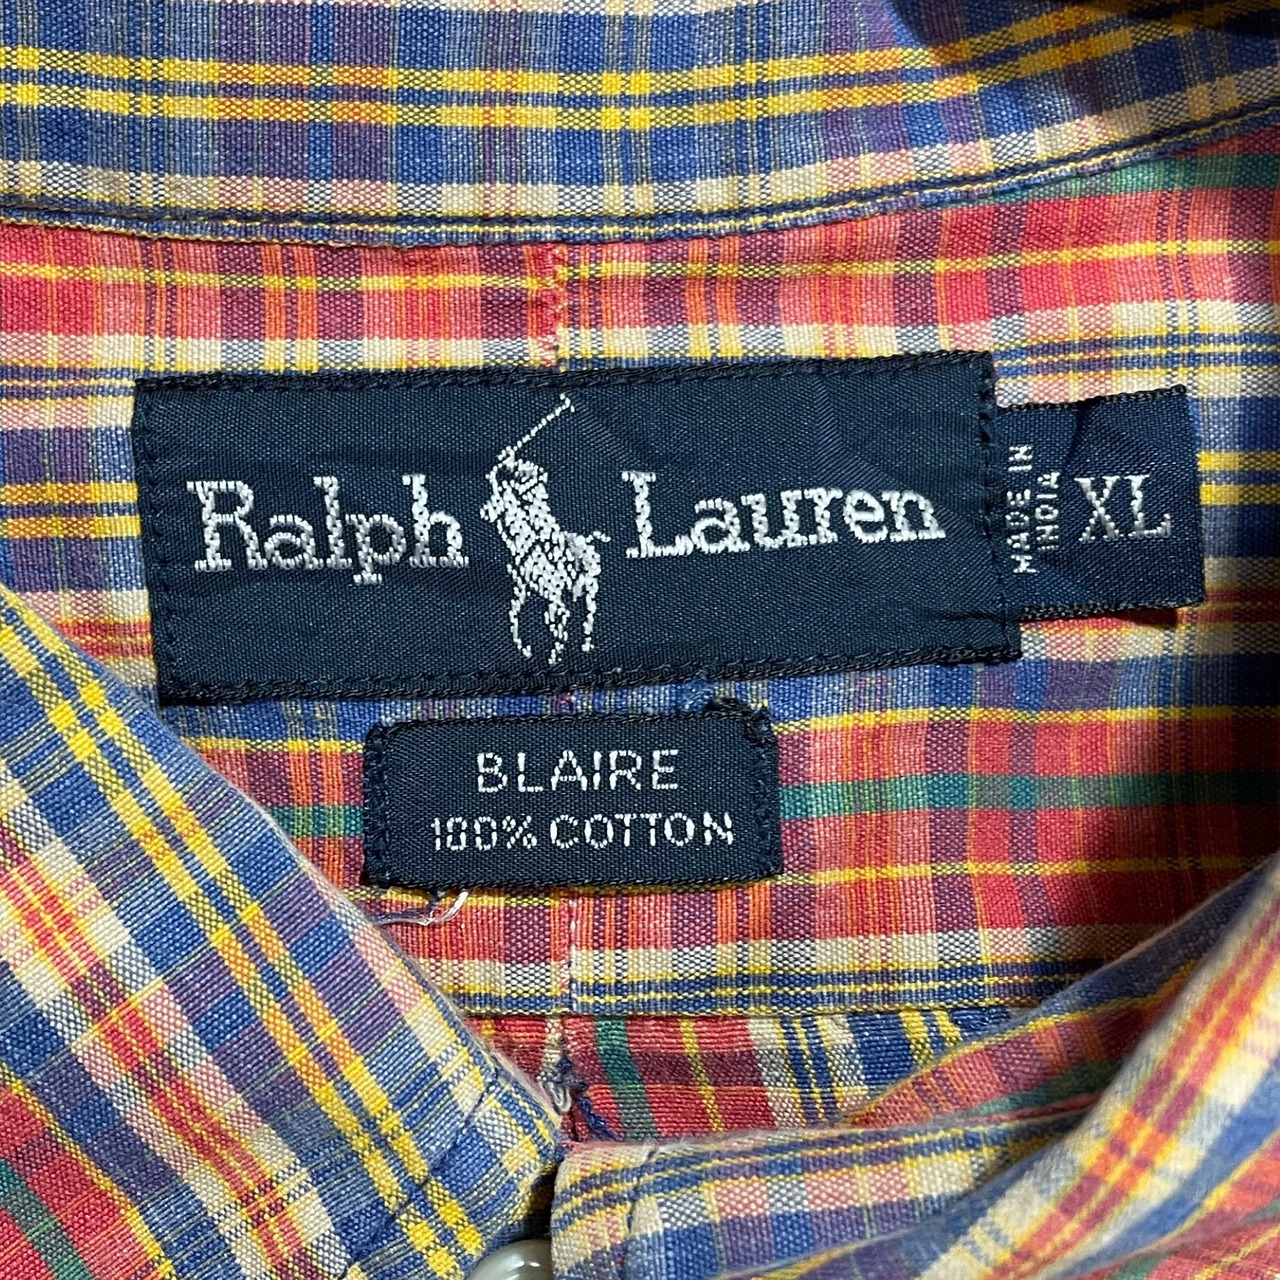 Ralph Lauren
MADE IN
INDIA
XL
BLAIRE
100% COTTON